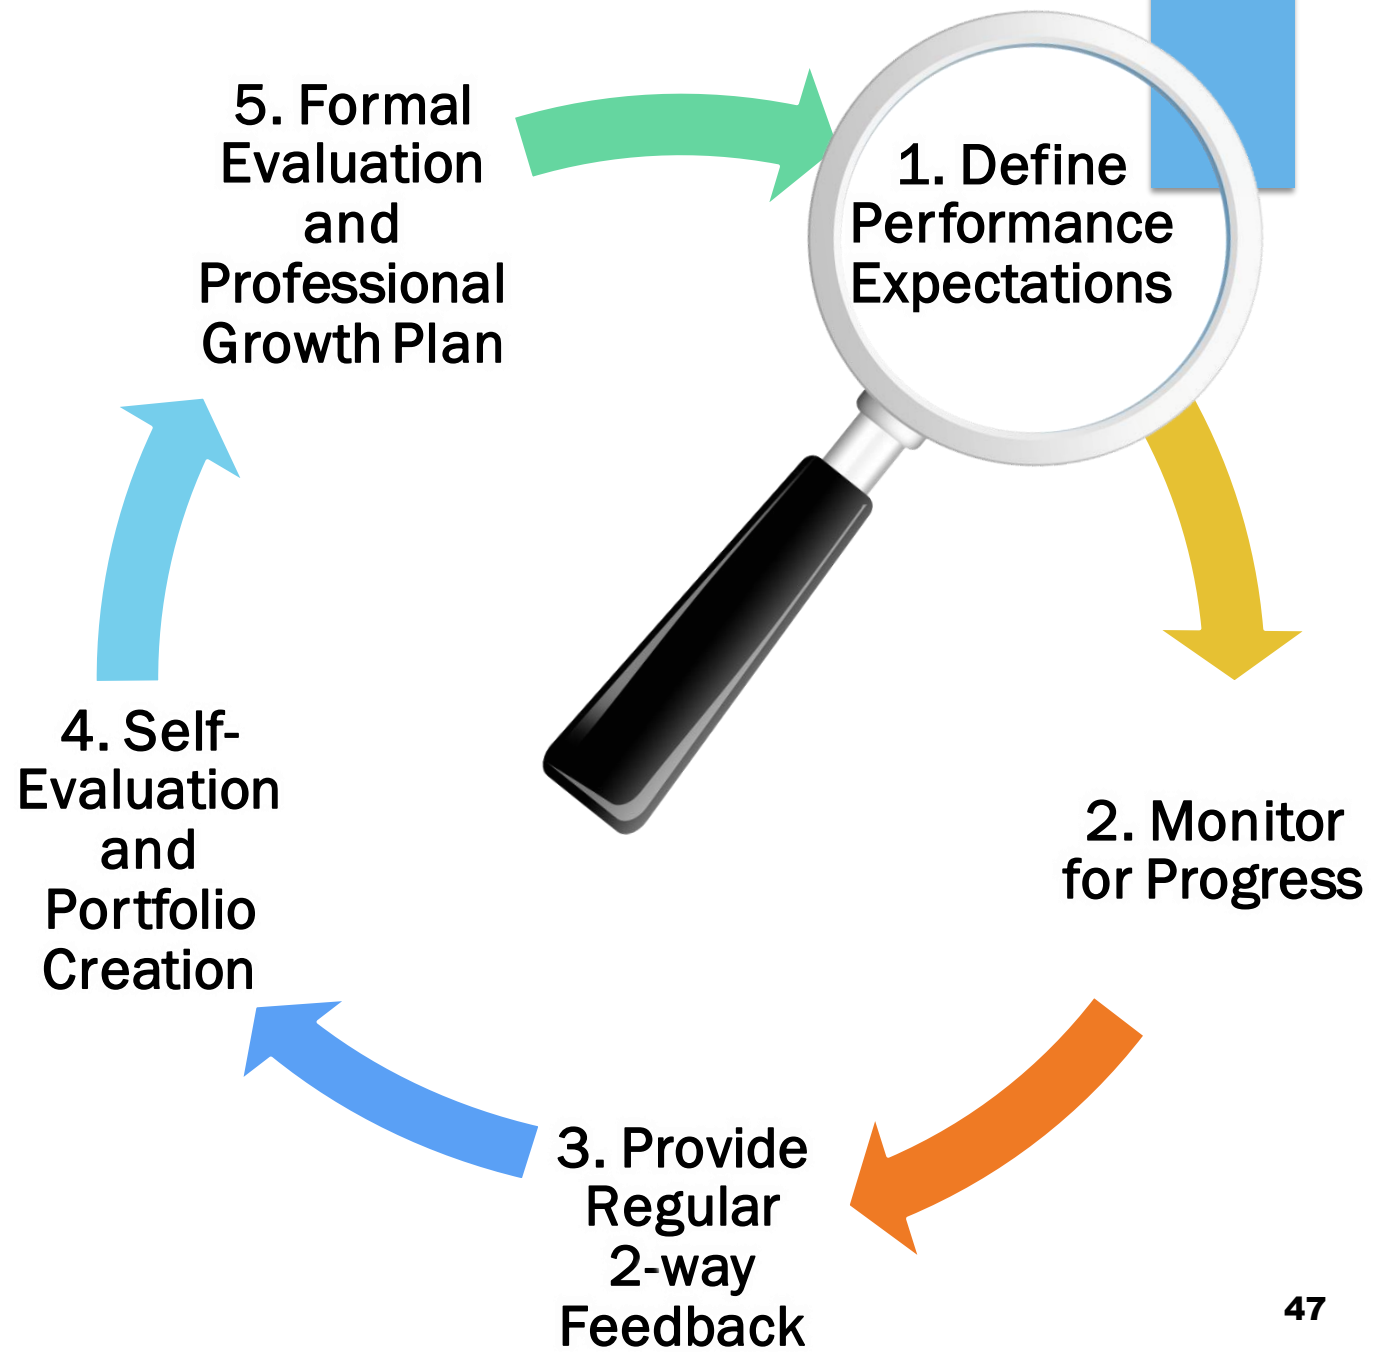 1. Define
Performance
Expectations
2. Monitor
for Progress
3. Provide
Regular
2-way
Feedback
4. Self-
Evaluation
and
Portfolio
Creation
5. Formal
Evaluation
and
Professional
Growth Plan
47